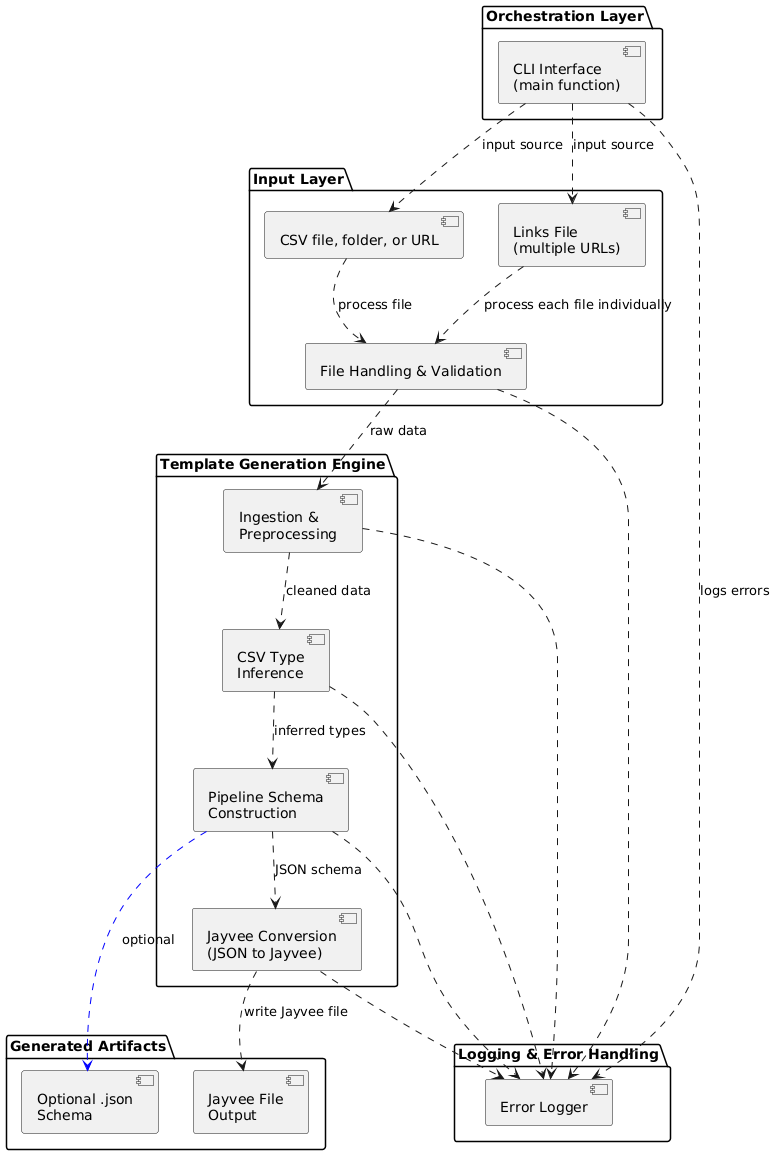 Orchestration Layer
CLI Interface
(main function)
input source
input source
Input Layer
CSV file, folder, or URL
Links File
(multiple URLs)
process file
process each file individually
File Handling & Validation
raw data
Template Generation Engine
Ingestion &
Preprocessing
cleaned data
logs errors
CSV Type
Inference
inferred types
Pipeline Schema
Construction
JSON schema
optional
Jayvee Conversion
(JSON to Jayvee)
write Jayvee file
Generated Artifacts
Optional .json
Schema
Jayvee File
Output
Logging & Error Handling
Error Logger